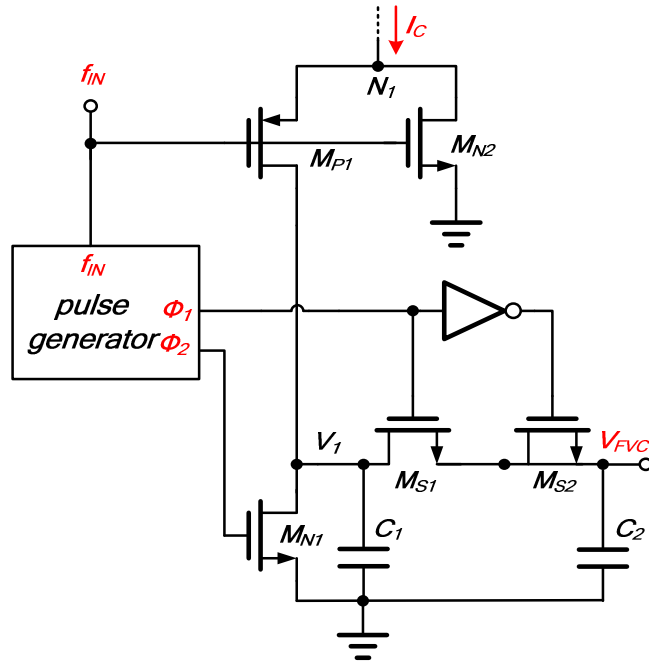 I_C
f_IN
N_1
M_P1
M_N2
f_IN
pulse
generator
Φ_1
Φ_2
V_1
M_S1
M_S2
V_FVC
M_N1
C_1
C_2